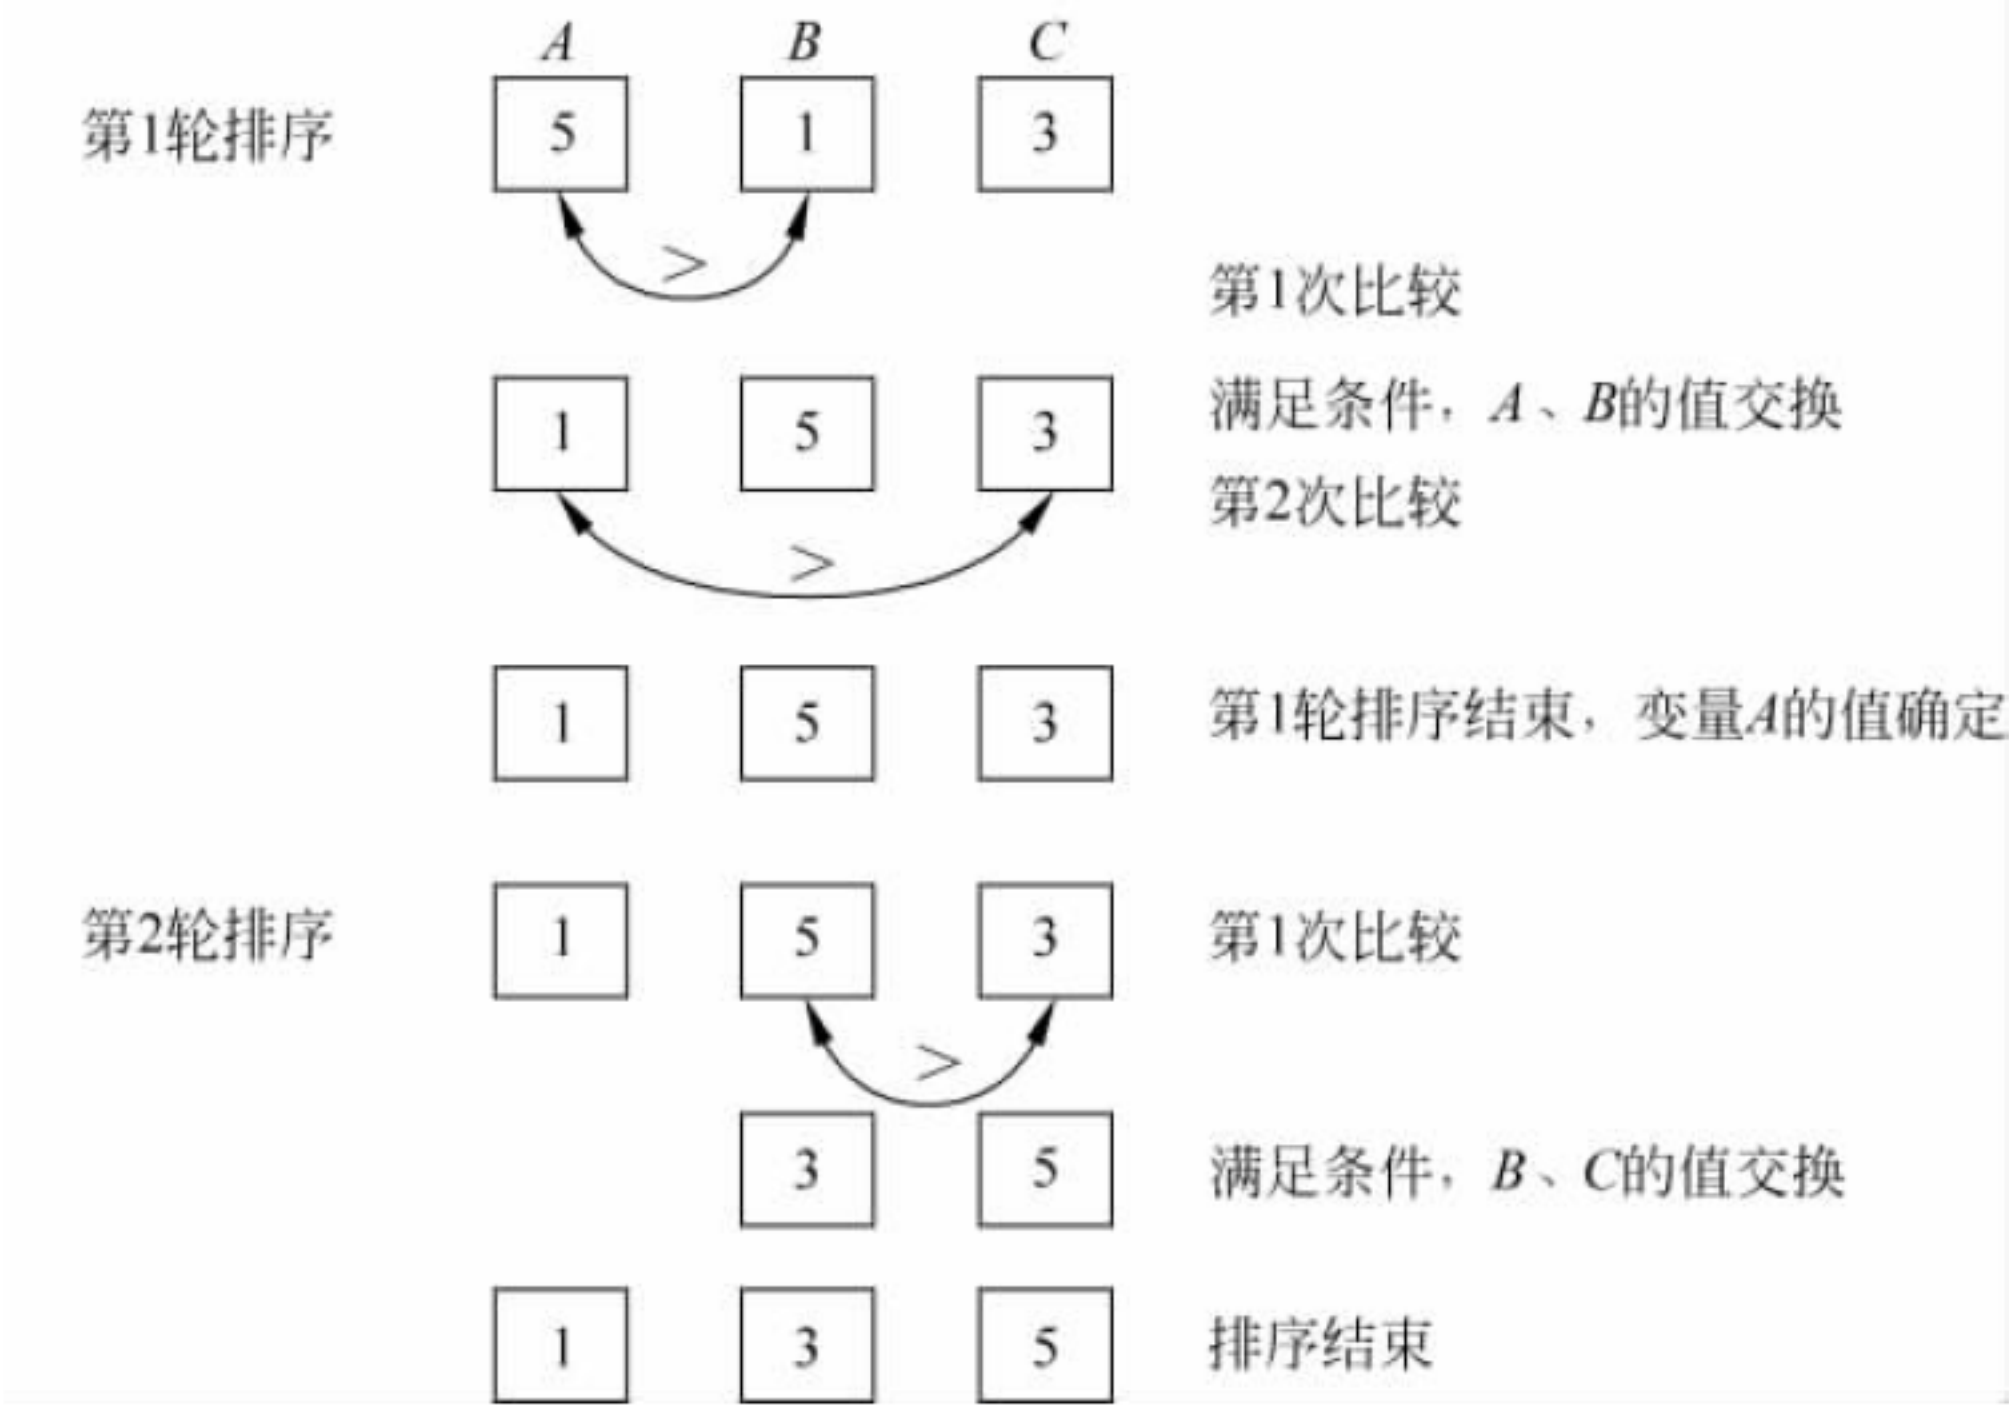 A B C
第1轮排序 5 1 3
>
第1次比较
1 5 3 满足条件，A、B的值交换
第2次比较
>
1 5 3 第1轮排序结束，变量A的值确定
第2轮排序 1 5 3 第1次比较
>
3 5 满足条件，B、C的值交换
1 3 5 排序结束